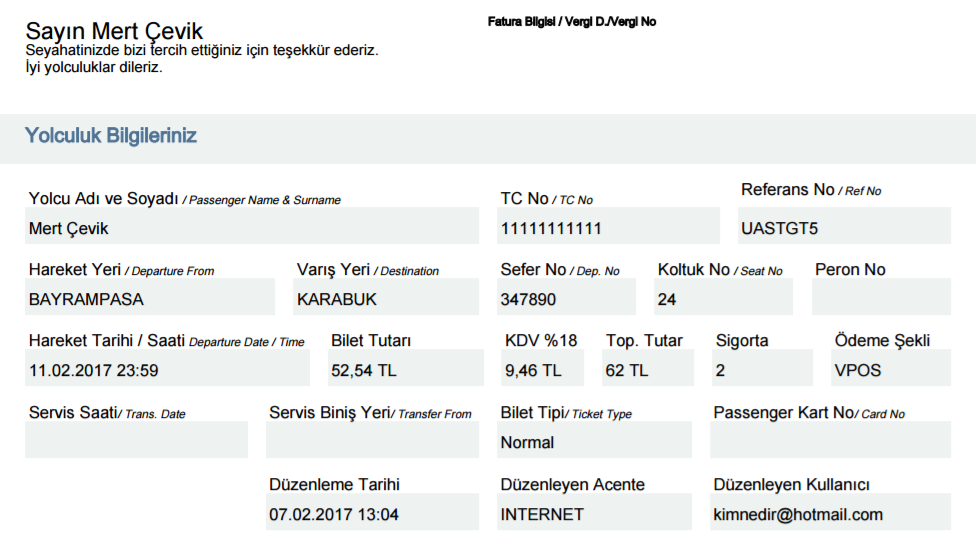 Sayın Mert Çevik
Seyahatinizde bizi tercih ettiğiniz için teşekkür ederiz.
İyi yolculuklar dileriz.
Fatura Bilgisi / Vergi D./Vergi No
Yolculuk Bilgileriniz
Yolcu Adı ve Soyadı / Passenger Name & Surname
Mert Çevik
TC No / TC No
11111111111
Referans No / Ref No
UASTGT5
Hareket Yeri / Departure From
BAYRAMPASA
Varış Yeri / Destination
KARABUK
Sefer No / Dep. No
347890
Koltuk No / Seat No
24
Peron No
Hareket Tarihi / Saati Departure Date / Time
11.02.2017 23:59
Bilet Tutarı
52,54 TL
KDV %18
9,46 TL
Top. Tutar
62 TL
Sigorta
2
Ödeme Şekli
VPOS
Servis Saati/ Trans. Date
Servis Biniş Yeri/ Transfer From
Bilet Tipi/ Ticket Type
Normal
Passenger Kart No/ Card No
Düzenleme Tarihi
07.02.2017 13:04
Düzenleyen Acente
INTERNET
Düzenleyen Kullanıcı
kimnedir@hotmail.com